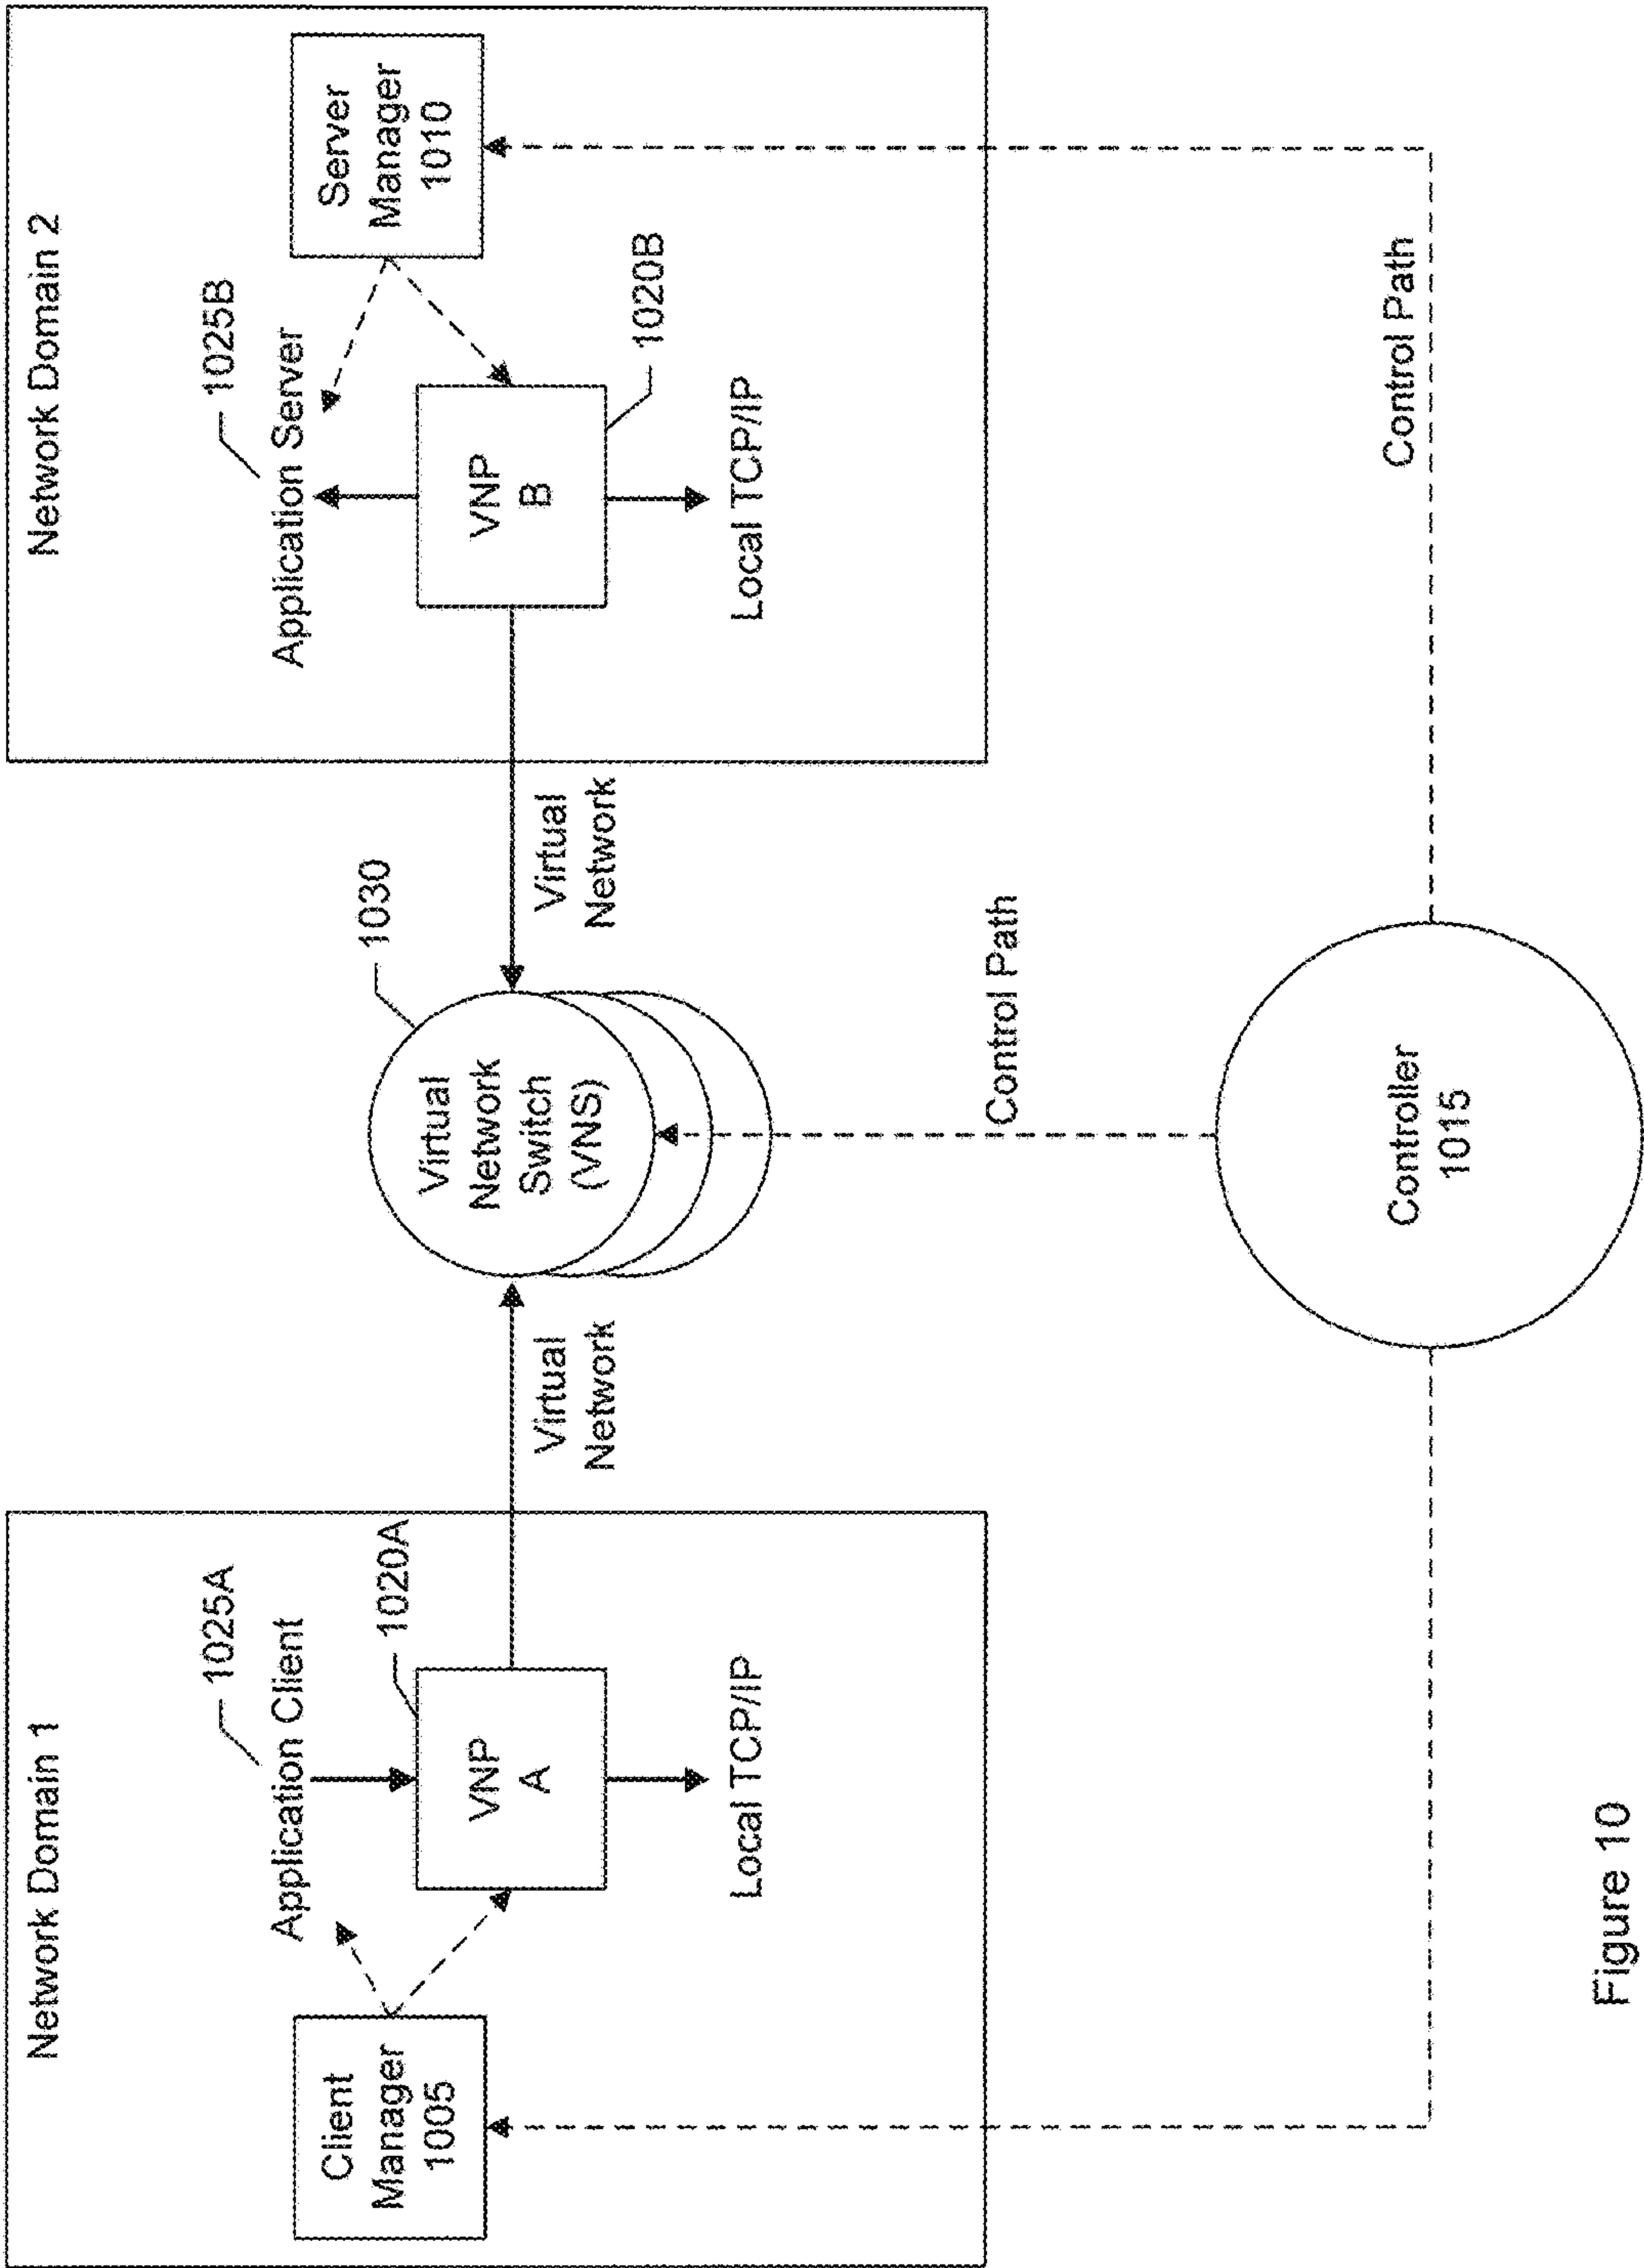 Network Domain 1
1025A
Application Client
1020A
Client
Manager
1005
VNP
A
Local TCP/IP
Virtual
Network
1030
Virtual
Network
Switch
(VNS)
Virtual
Network
Network Domain 2
1025B
Application Server
Server
Manager
1010
VNP
B
1020B
Local TCP/IP
Control Path
Control Path
Controller
1015
Figure 10